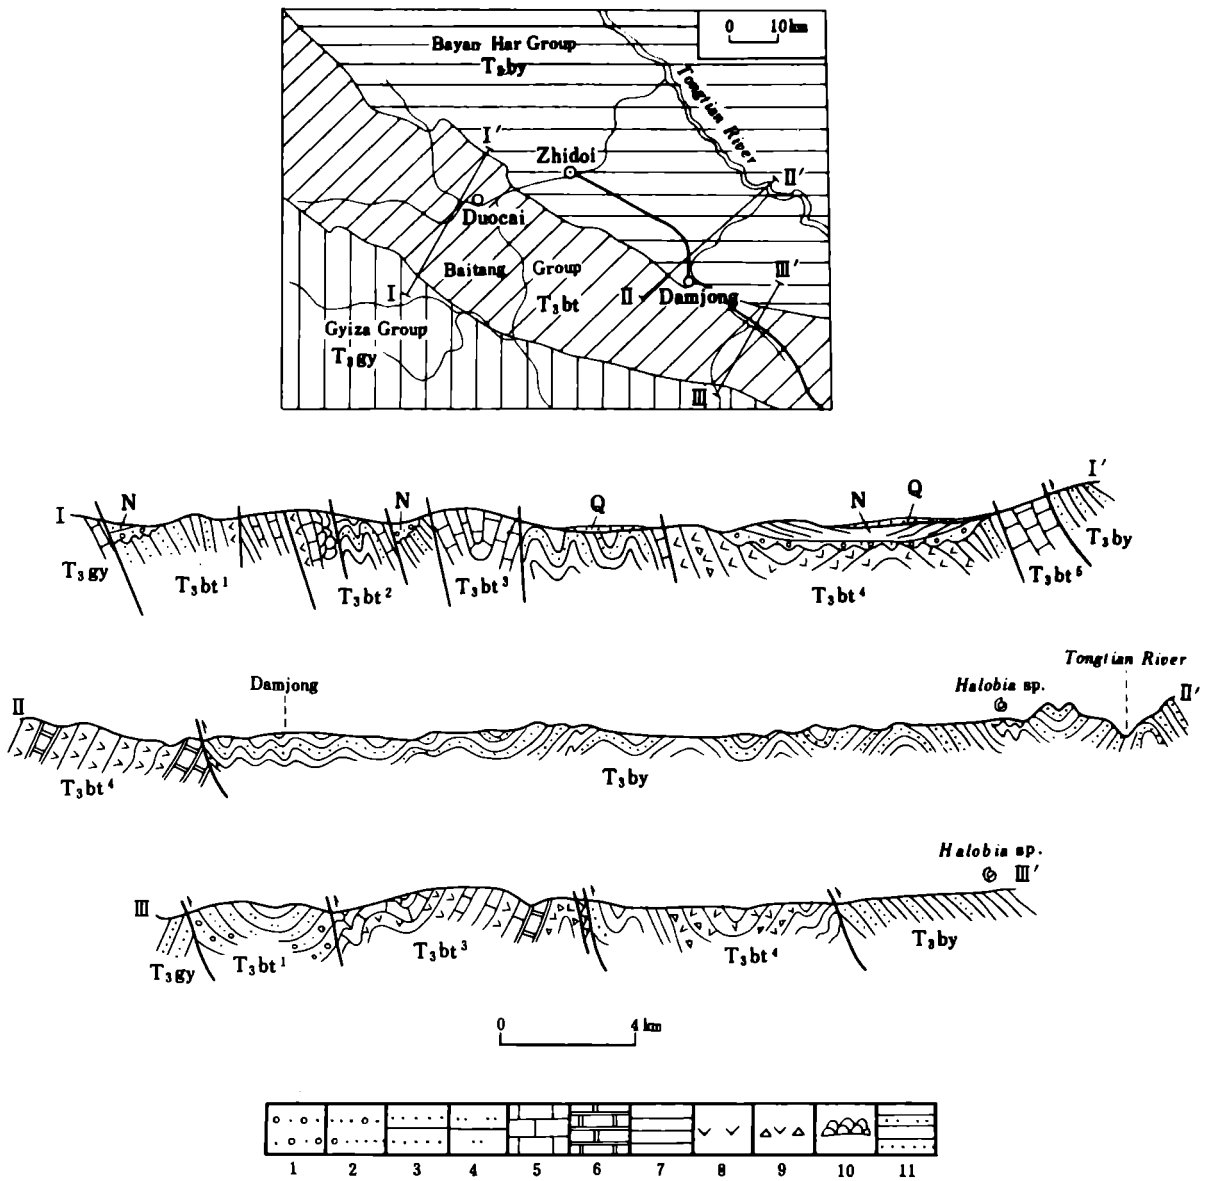 0 10km
Bayan Har Group
T₃by
Tongtian River
I′
Zhidoi
II′
Duocai
Baitang Group
III′
I
II
Damjong
T₃bt
Gyiza Group
T₃gy
III
I′
Q
I
N
N
Q
N
T₃by
T₃gy
T₃bt¹
T₃bt²
T₃bt³
T₃bt⁴
T₃bt⁵
Tongtian River
Damjong
Halobia sp.
II
II′
T₃bt⁴
T₃by
Halobia sp.
III′
III
T₃gy
T₃bt¹
T₃bt³
T₃bt⁴
T₃by
0 4 km
1 2 3 4 5 6 7 8 9 10 11